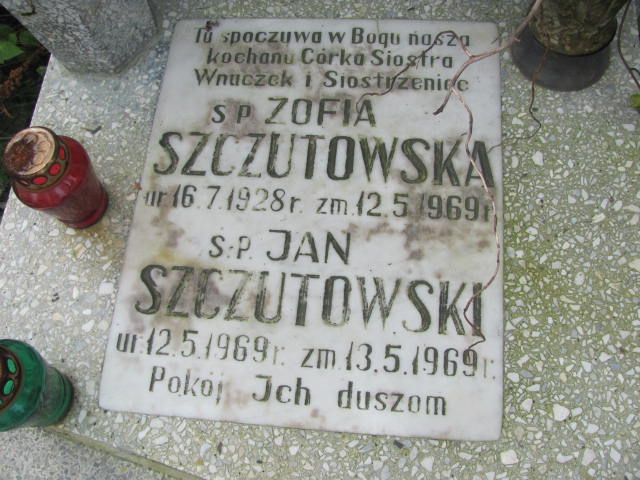 Tu spoczywa w Bogu nasza
kochana Córka Siostra
Wnuczek i Siostrzeniec
ś.p. ZOFIA
SZCZUTOWSKA
ur. 16.7.1928 r. zm. 12.5.1969 r.
ś.p. JAN
SZCZUTOWSKI
ur. 12.5.1969 r. zm. 13.5.1969 r.
Pokój Ich duszom